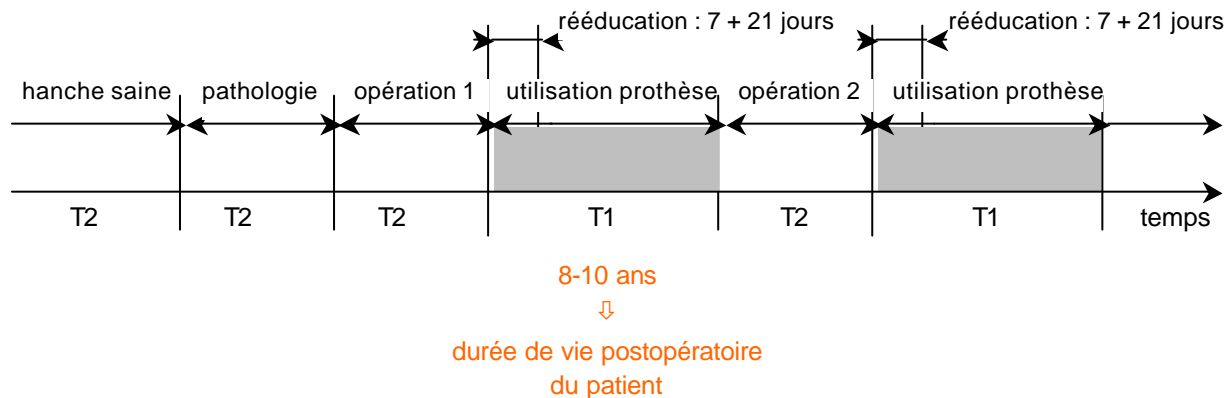 rééducation : 7 + 21 jours rééducation : 7 + 21 jours
hanche saine pathologie opération 1 utilisation prothèse opération 2 utilisation prothèse
T2 T2 T2 T1 T2 T1 temps
8-10 ans
⇩
durée de vie postopératoire
du patient